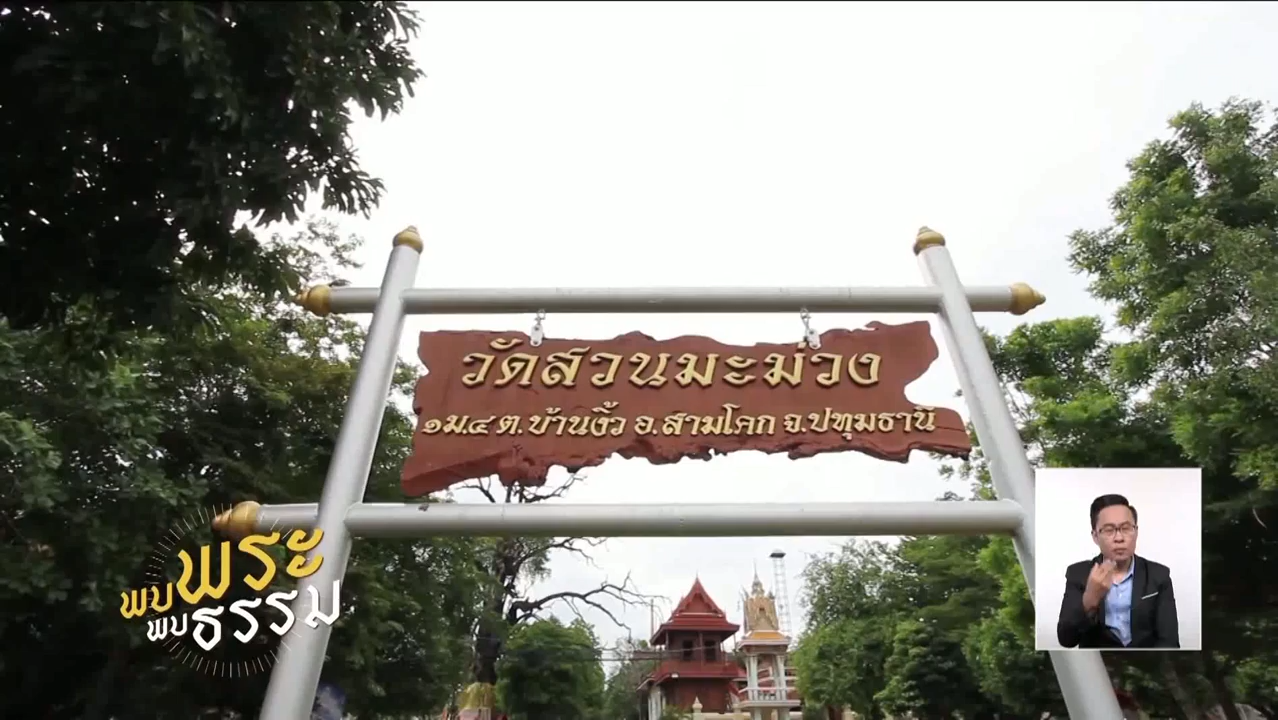 วัดสวนมะม่วง
๑ ม.๔ ต.บ้านงิ้ว อ.สามโคก จ.ปทุมธานี
พบพระ
พบธรรม